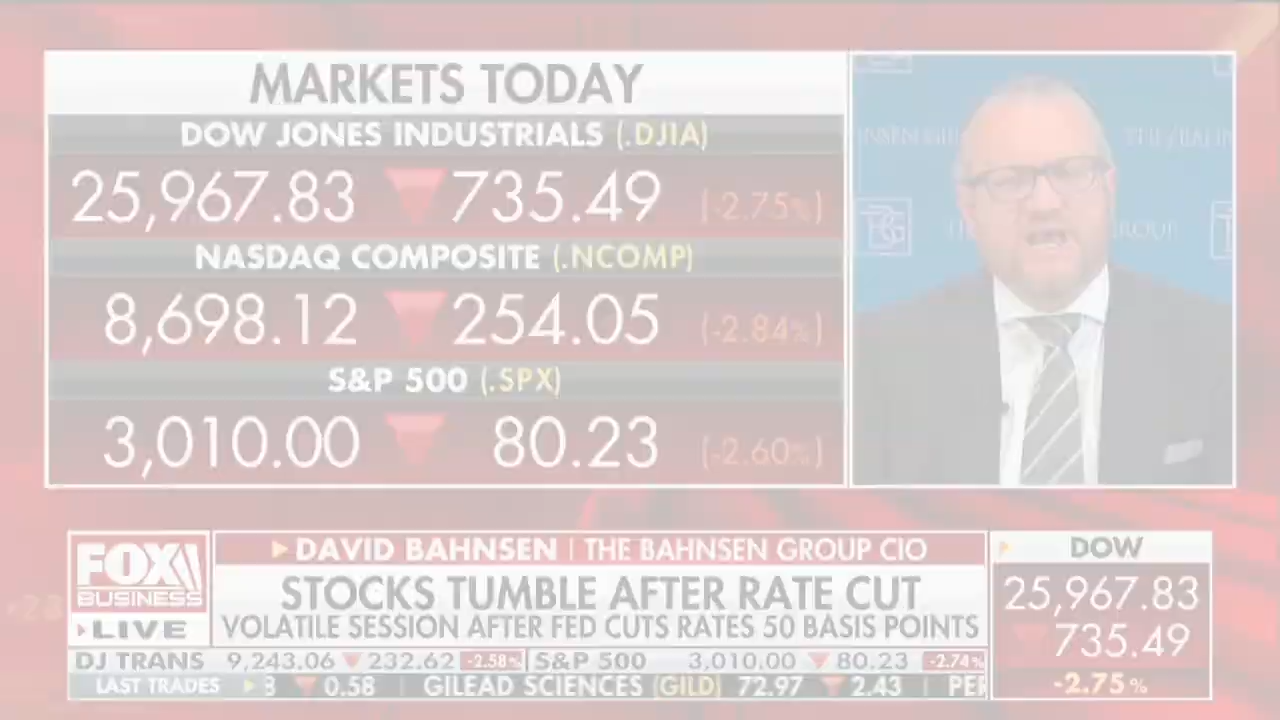 MARKETS TODAY
DOW JONES INDUSTRIALS (.DJIA)
25,967.83 ▼ 735.49 (-2.75%)
NASDAQ COMPOSITE (.NCOMP)
8,698.12 ▼ 254.05 (-2.84%)
S&P 500 (.SPX)
3,010.00 ▼ 80.23 (-2.60%)
BG
GROUP
FOX
BUSINESS
LIVE
DAVID BAHNSEN | THE BAHNSEN GROUP CIO
STOCKS TUMBLE AFTER RATE CUT
VOLATILE SESSION AFTER FED CUTS RATES 50 BASIS POINTS
DOW
25,967.83
▼ 735.49
-2.75%
DJ TRANS 9,243.06 ▼ 232.62 -2.58% S&P 500 3,010.00 ▼ 80.23 -2.74%
LAST TRADES ▼ 0.58 | GILEAD SCIENCES (GILD) 72.97 ▼ 2.43 |